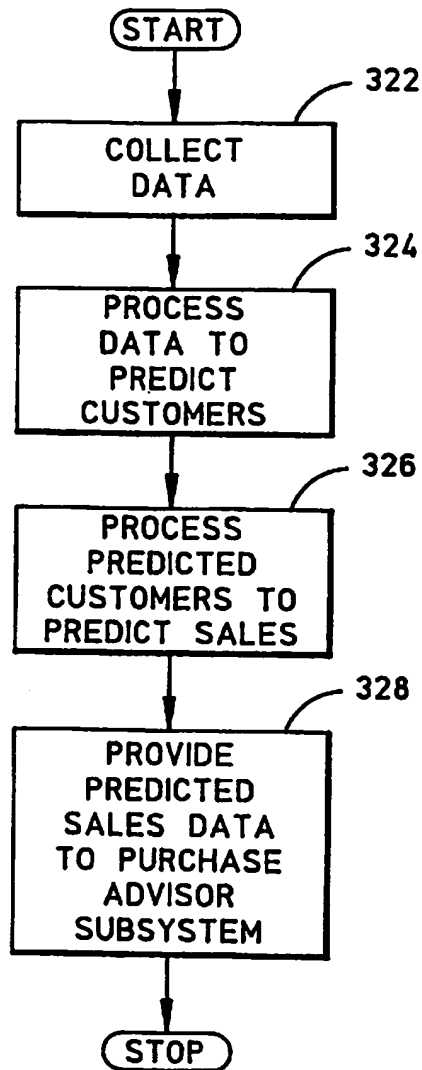 START
322
COLLECT
DATA
324
PROCESS
DATA TO
PREDICT
CUSTOMERS
326
PROCESS
PREDICTED
CUSTOMERS TO
PREDICT SALES
328
PROVIDE
PREDICTED
SALES DATA
TO PURCHASE
ADVISOR
SUBSYSTEM
STOP